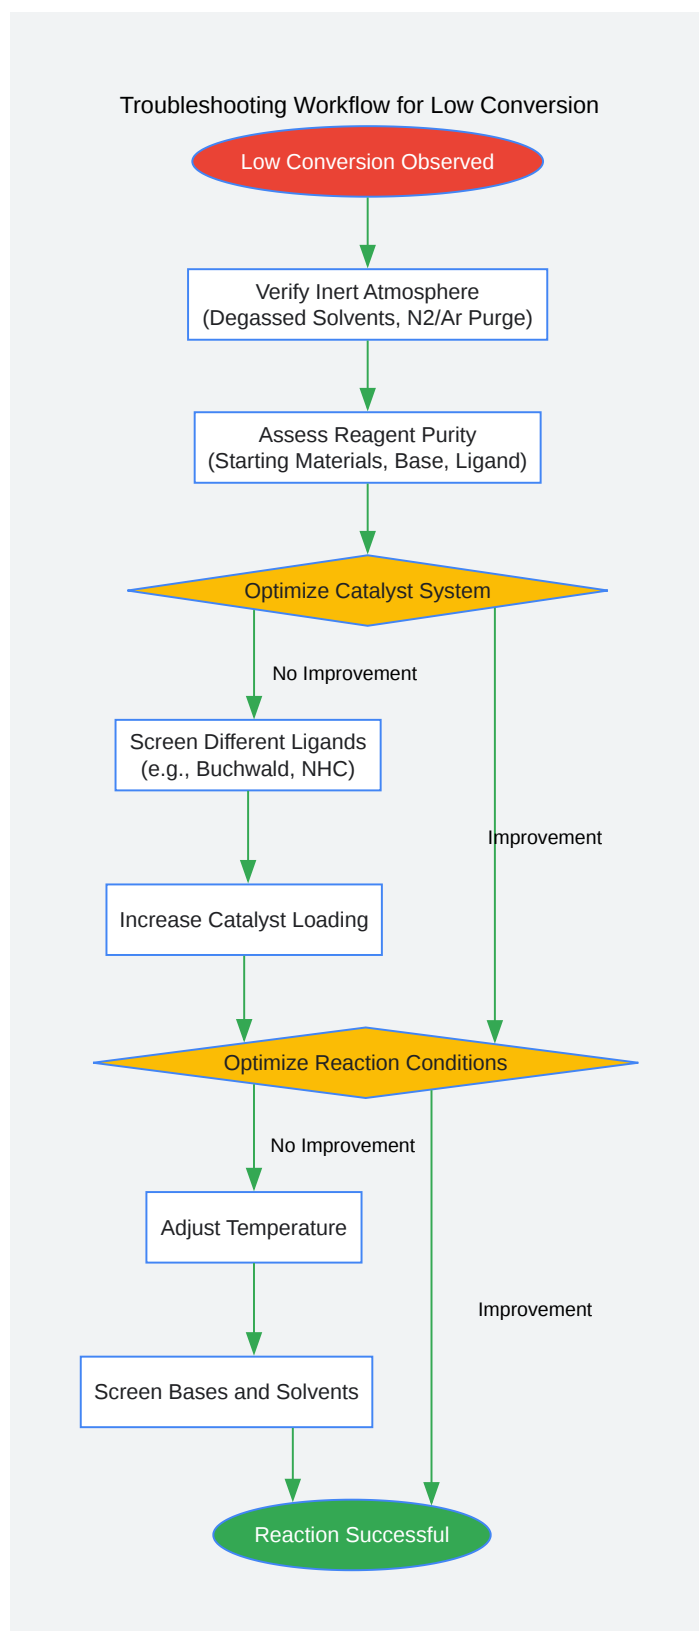 Troubleshooting Workflow for Low Conversion
Low Conversion Observed
Verify Inert Atmosphere
(Degassed Solvents, N2/Ar Purge)
Assess Reagent Purity
(Starting Materials, Base, Ligand)
Optimize Catalyst System
No Improvement
Screen Different Ligands
(e.g., Buchwald, NHC)
Improvement
Increase Catalyst Loading
Optimize Reaction Conditions
No Improvement
Adjust Temperature
Improvement
Screen Bases and Solvents
Reaction Successful